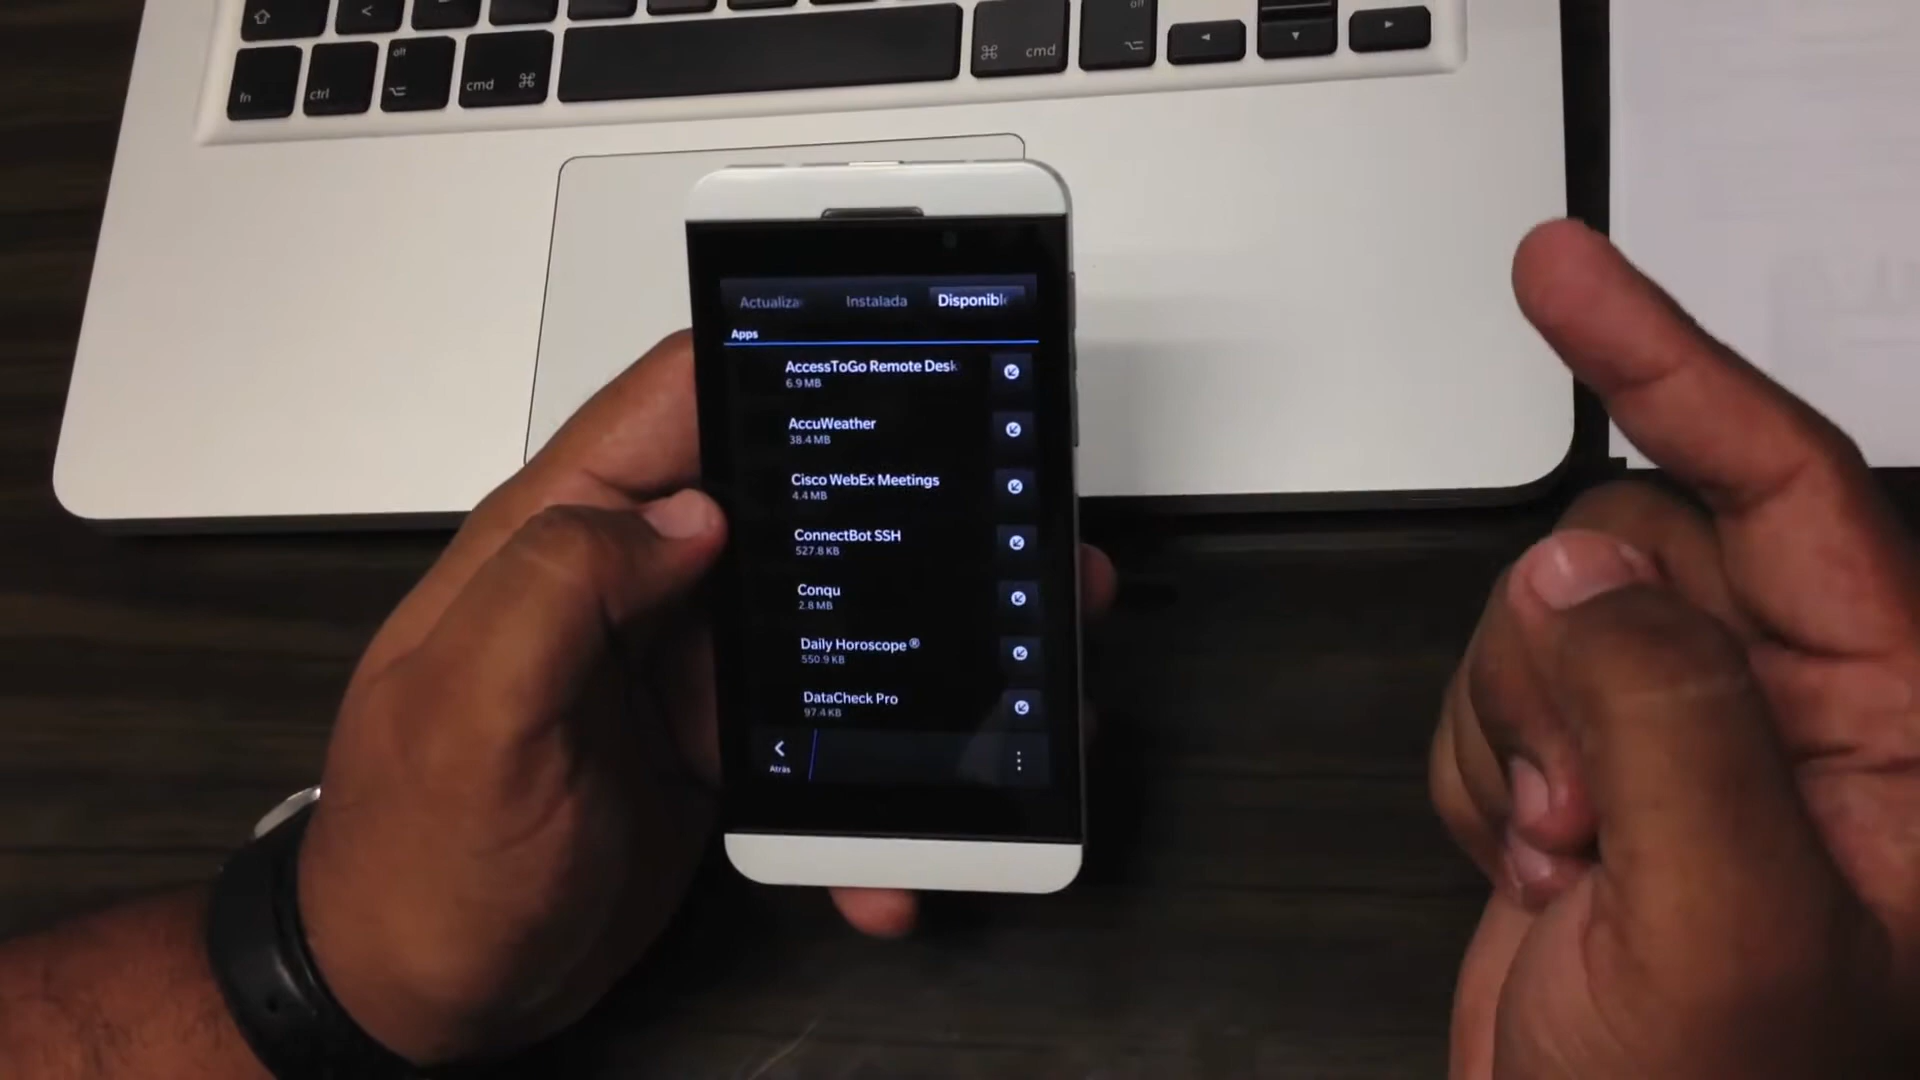 alt
fn
ctrl
alt
cmd
cmd
alt
Actualiza
Instalada
Disponibl
Apps
AccessToGo Remote Desk
6.9 MB
AccuWeather
38.4 MB
Cisco WebEx Meetings
4.4 MB
ConnectBot SSH
527.8 KB
Conqu
2.8 MB
Daily Horoscope ®
550.9 KB
DataCheck Pro
97.4 KB
Atrás